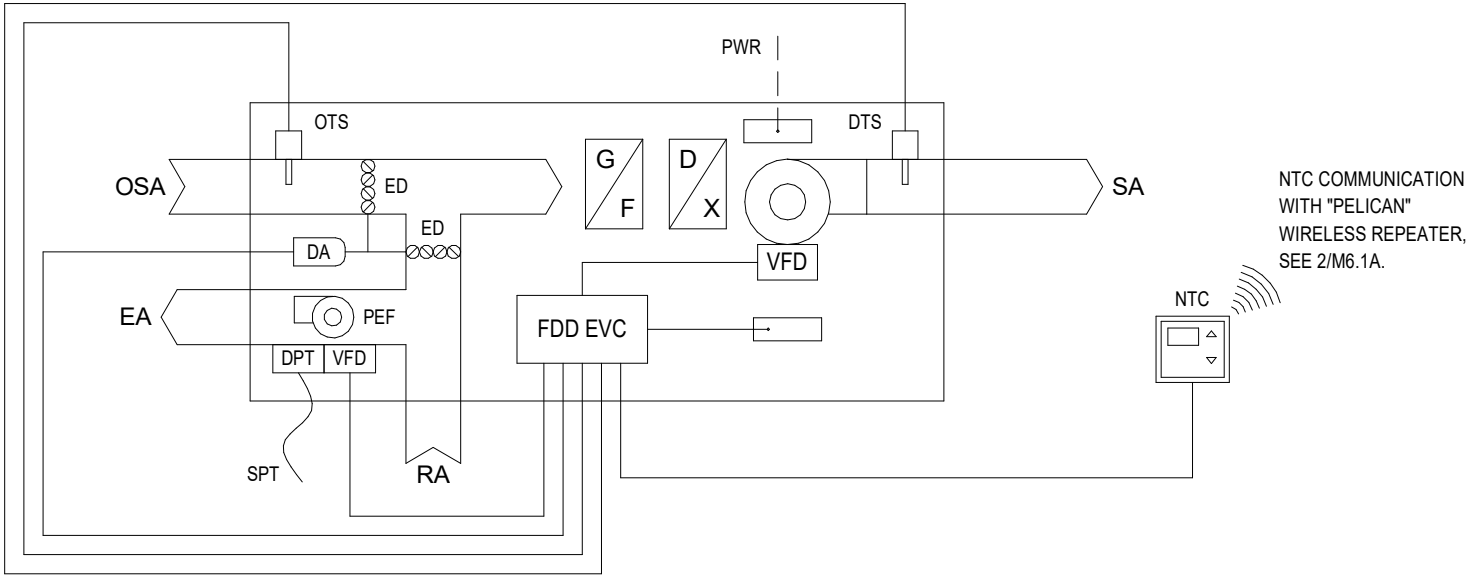 PWR
OTS
DTS
OSA
ED
G
F
D
X
SA
NTC COMMUNICATION
WITH "PELICAN"
WIRELESS REPEATER,
SEE 2/M6.1A.
ED
DA
VFD
NTC
EA
PEF
FDD EVC
DPT
VFD
SPT
RA